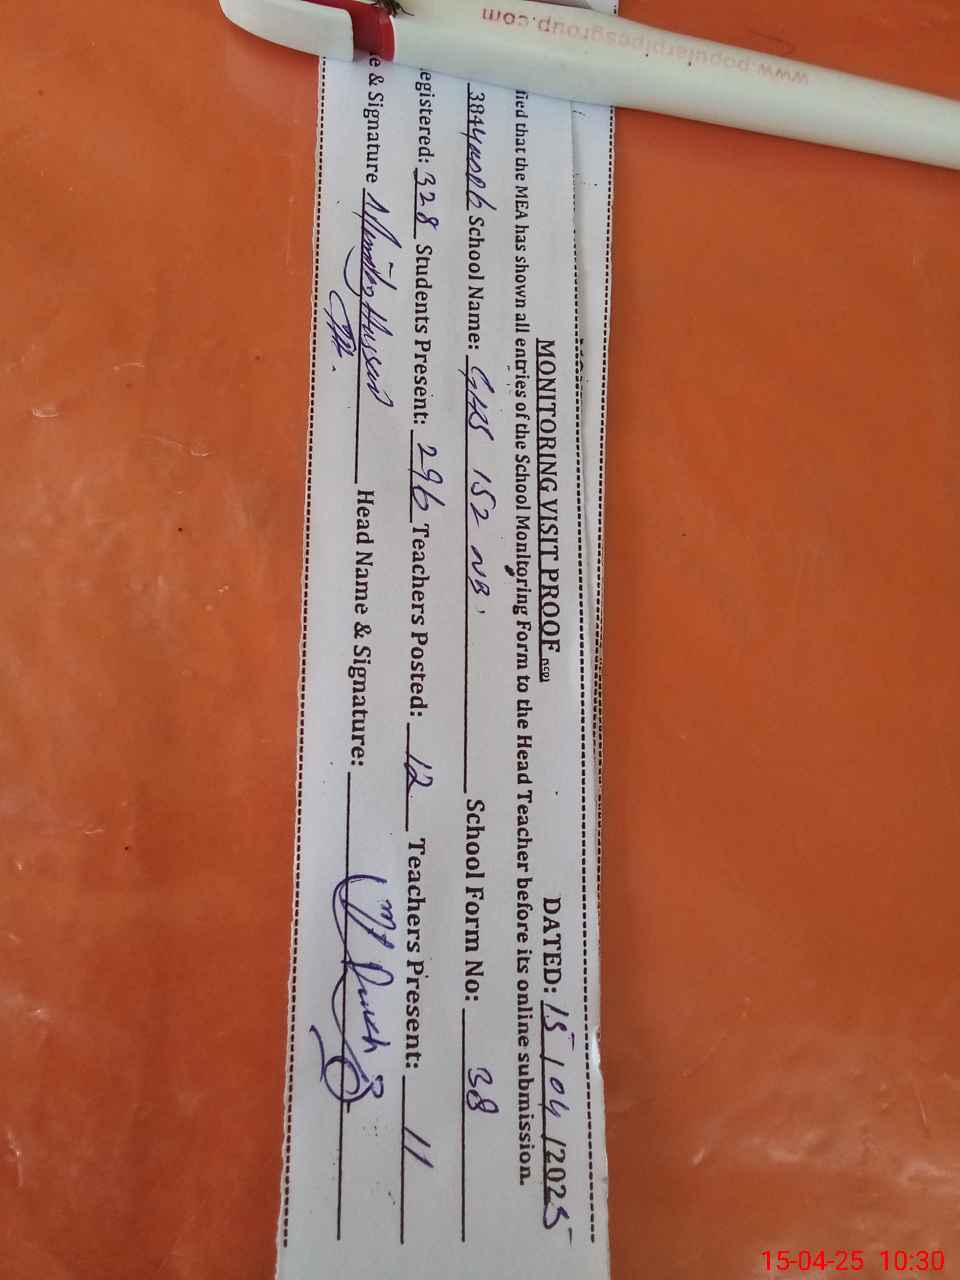 www.popularpipesgroup.com
MONITORING VISIT PROOF DATED: 15/04/2025
fied that the MEA has shown all entries of the School Monitoring Form to the Head Teacher before its online submission.
School Name: GHS 152 NB School Form No: 38
egistered: 328 Students Present: 296 Teachers Posted: 12 Teachers Present: 11
e & Signature Hussain Head Name & Signature:
15-04-25 10:30